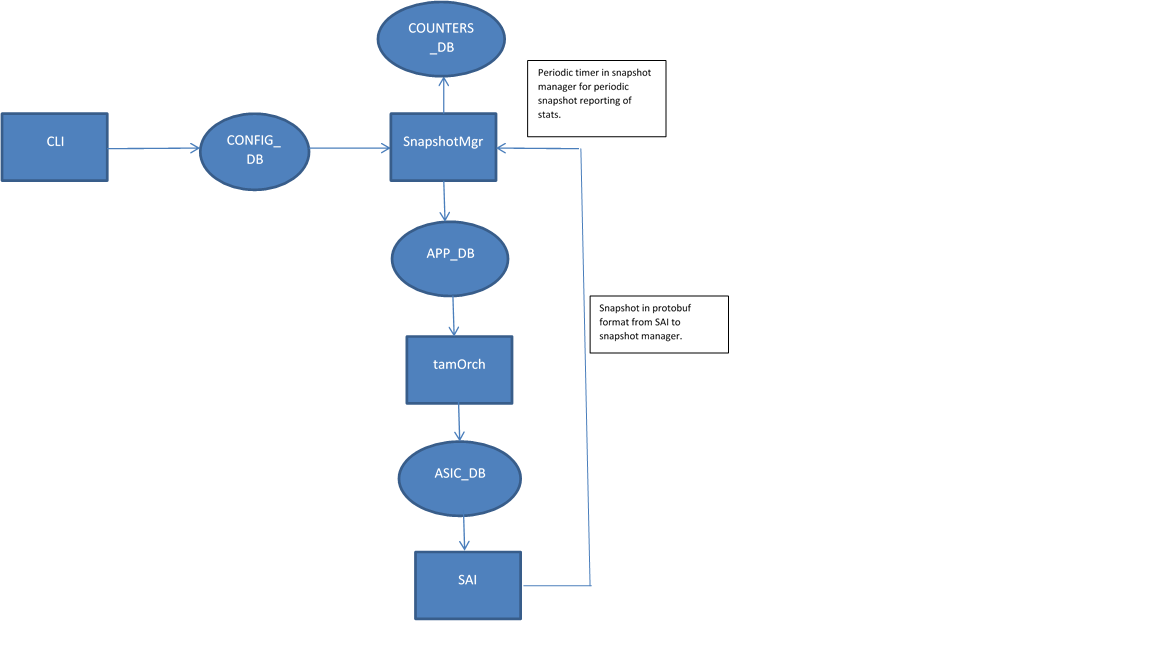 COUNTERS
_DB
Periodic timer in snapshot
manager for periodic
snapshot reporting of
stats.
CLI
CONFIG_
DB
SnapshotMgr
APP_DB
Snapshot in protobuf
format from SAI to
snapshot manager.
tamOrch
ASIC_DB
SAI